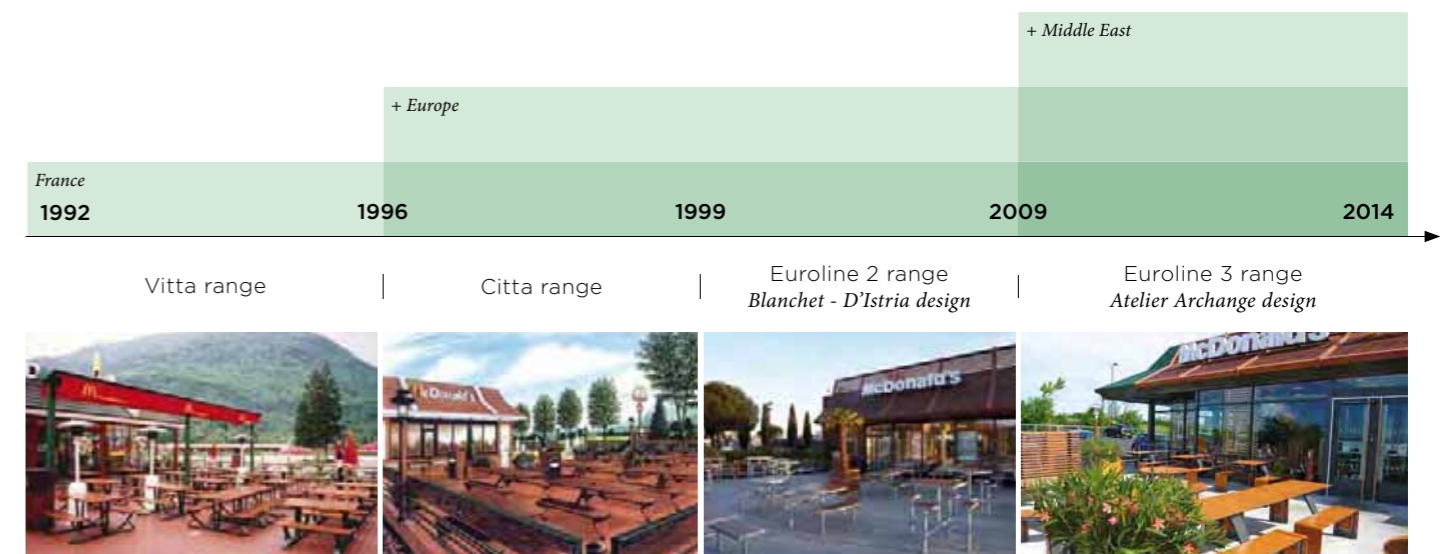 + Middle East
+ Europe
France
1992 1996 1999 2009 2014
Vitta range
Citta range
Euroline 2 range
Blanchet - D'Istria design
Euroline 3 range
Atelier Archange design
McDonald's
McDonald's
McDonald's